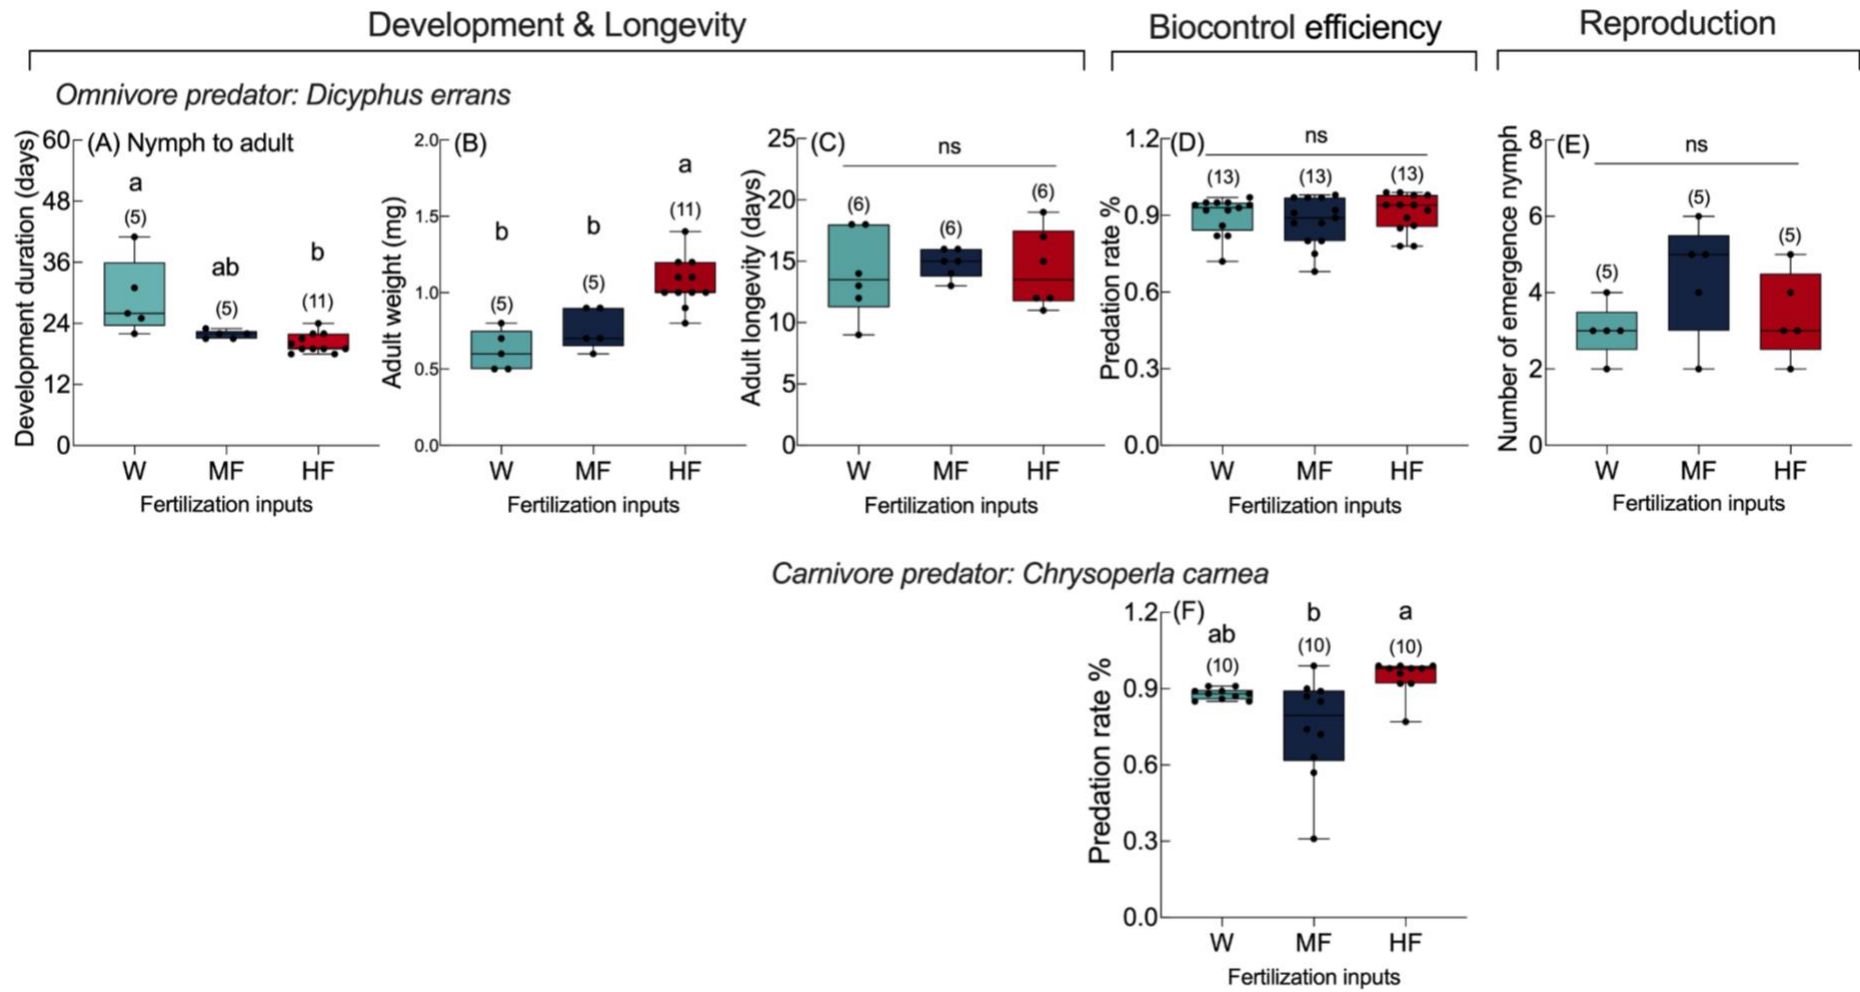 Development & Longevity
Biocontrol efficiency
Reproduction
Omnivore predator: Dicyphus errans
Development duration (days)
60
48
36
24
12
0
(A) Nymph to adult
a
(5)
ab
(5)
b
(11)
W MF HF
Fertilization inputs
Adult weight (mg)
2.0
1.5
1.0
0.5
0.0
(B)
b
(5)
b
(5)
a
(11)
W MF HF
Fertilization inputs
Adult longevity (days)
25
20
15
10
5
0
(C)
ns
(6)
(6)
(6)
W MF HF
Fertilization inputs
Predation rate %
1.2
0.9
0.6
0.3
0.0
(D)
ns
(13)
(13)
(13)
W MF HF
Fertilization inputs
Number of emergence nymph
8
6
4
2
0
(E)
ns
(5)
(5)
(5)
W MF HF
Fertilization inputs
Carnivore predator: Chrysoperla carnea
Predation rate %
1.2
0.9
0.6
0.3
0.0
(F)
ab
(10)
b
(10)
a
(10)
W MF HF
Fertilization inputs